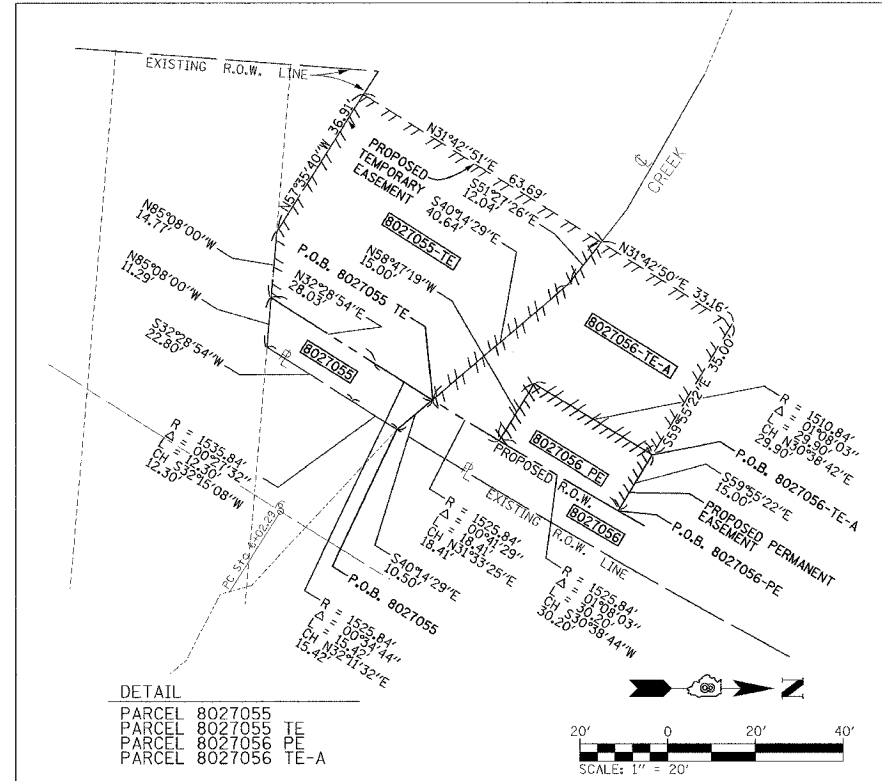 EXISTING R.O.W. LINE
N57°35'40"W 36.91'
N31°42'51"E 63.69'
PROPOSED
TEMPORARY
EASEMENT
S51°27'26"E
12.04'
S40°14'29"E
40.64'
CREEK
8027055-TE
N85°08'00"W
14.77'
N85°08'00"W
11.29'
S32°28'54"W
22.80'
P.O.B. 8027055 TE
N32°28'54"E
28.03'
N58°47'19"W
15.00'
N31°42'50"E 33.16'
8027056-TE-A
S59°55'22"E 35.00'
8027055
8027056 PE
PROPOSED R.O.W.
8027056
EXISTING R.O.W. LINE
R = 1510.84'
Δ = 01°08'03"
L = 29.90'
CH N30°38'42"E
29.90'
P.O.B. 8027056-TE-A
S59°55'22"E
15.00'
PROPOSED PERMANENT
EASEMENT
P.O.B. 8027056-PE
R = 1535.84'
Δ = 00°27'32"
L = 12.30'
CH S32°15'08"W
12.30'
PC Sta 6+02.29
S40°14'29"E
10.50'
P.O.B. 8027055
R = 1525.84'
Δ = 00°34'44"
L = 15.42'
CH N32°11'32"E
15.42'
R = 1525.84'
Δ = 00°41'29"
L = 18.41'
CH N31°33'25"E
18.41'
R = 1525.84'
Δ = 01°08'03"
L = 30.20'
CH S30°38'44"W
30.20'
DETAIL
PARCEL 8027055
PARCEL 8027055 TE
PARCEL 8027056 PE
PARCEL 8027056 TE-A
20' 0 20' 40'
SCALE: 1" = 20'